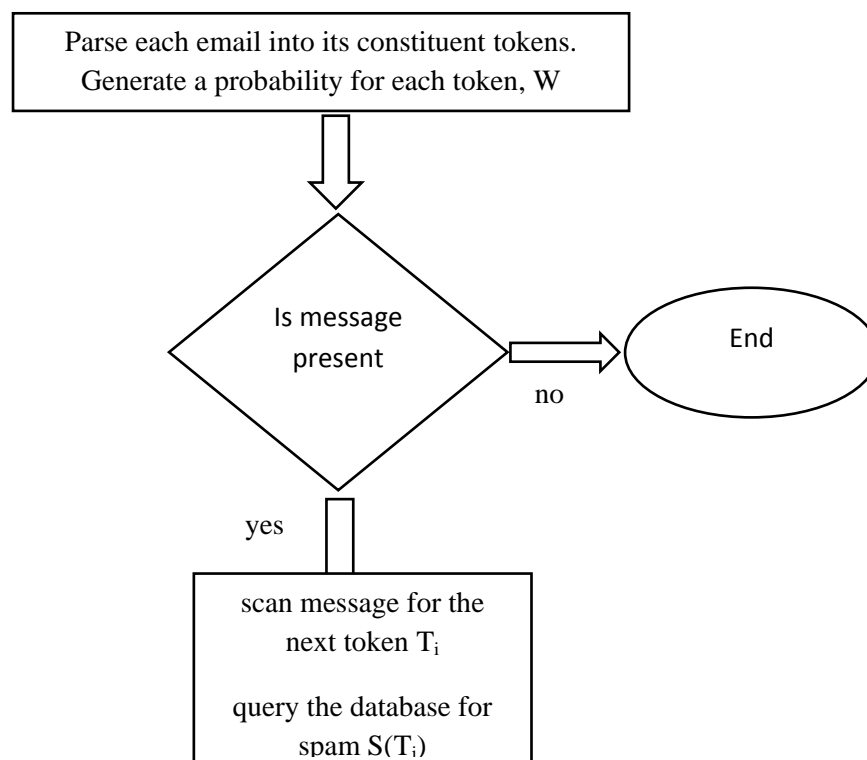 Parse each email into its constituent tokens.
Generate a probability for each token, W
Is message
present
End
no
yes
scan message for the
next token Tᵢ
query the database for
spam S(Tᵢ)